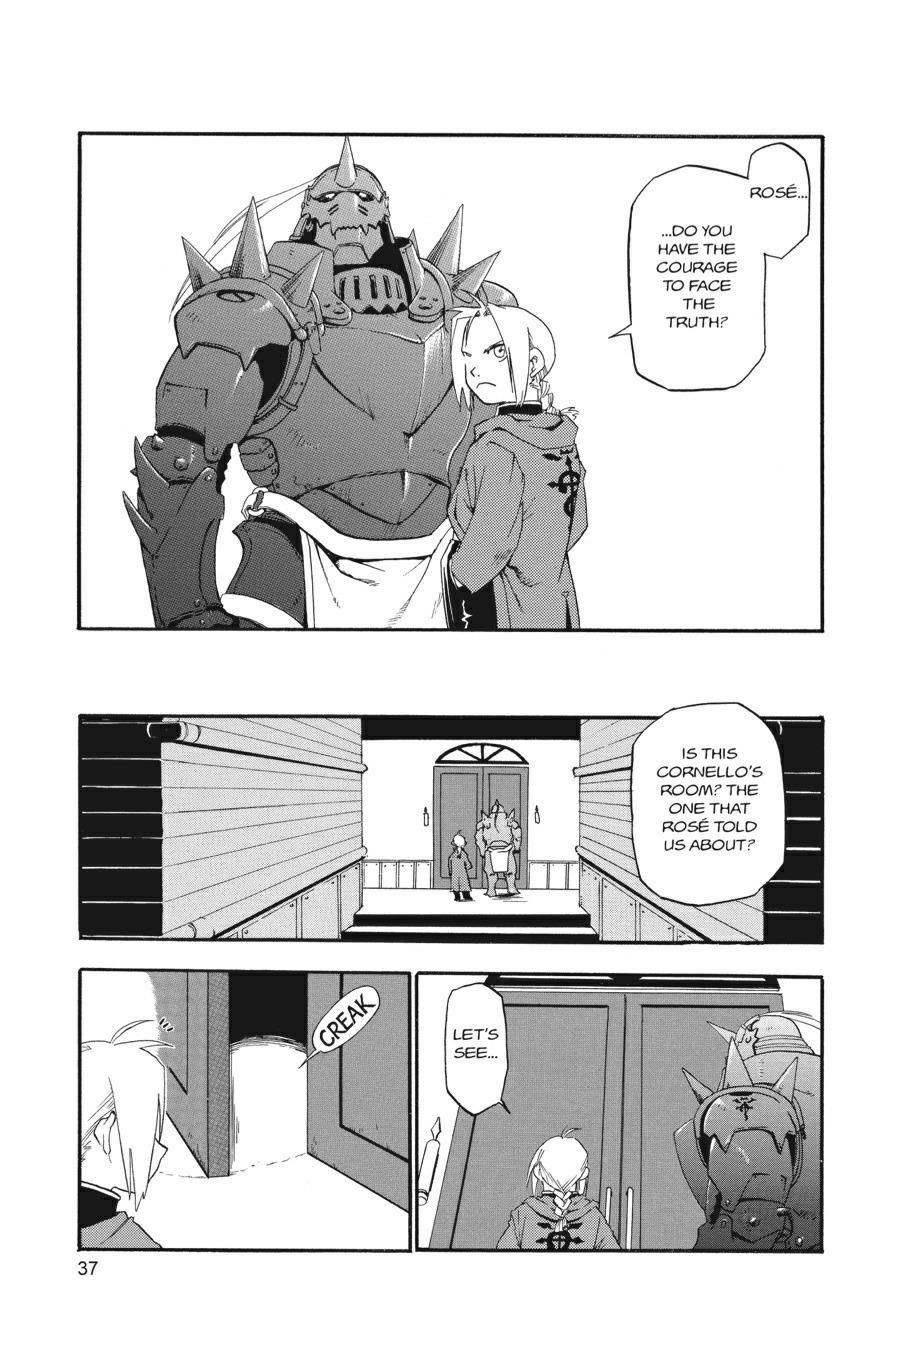 ROSÉ...
...DO YOU
HAVE THE
COURAGE
TO FACE
THE
TRUTH?
IS THIS
CORNELLO'S
ROOM? THE
ONE THAT
ROSÉ TOLD
US ABOUT?
LET'S
SEE...
CREAK
37